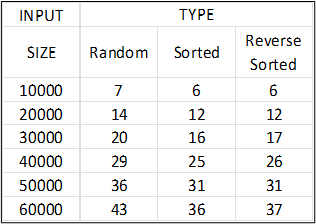 INPUT TYPE
SIZE Random Sorted Reverse Sorted
10000 7 6 6
20000 14 12 12
30000 20 16 17
40000 29 25 26
50000 36 31 31
60000 43 36 37